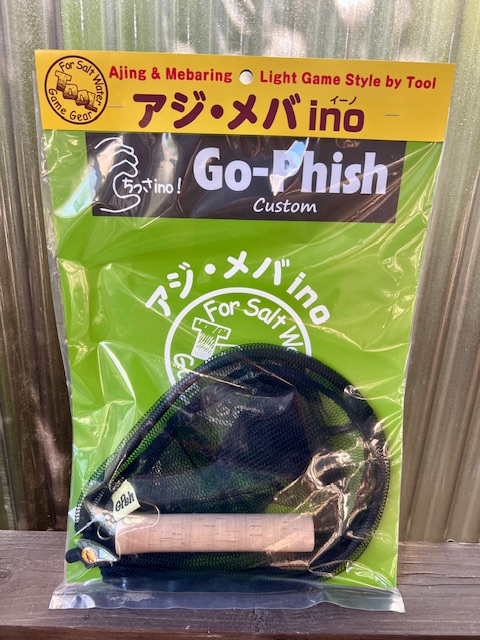 For Salt Water
TOOL
Game Gear
Ajing & Mebaring Light Game Style by Tool
イーノ
アジ・メバino
ちっさino!
Go-Phish
Custom
アジ・メバino
For Salt Water
T
G
GPhish